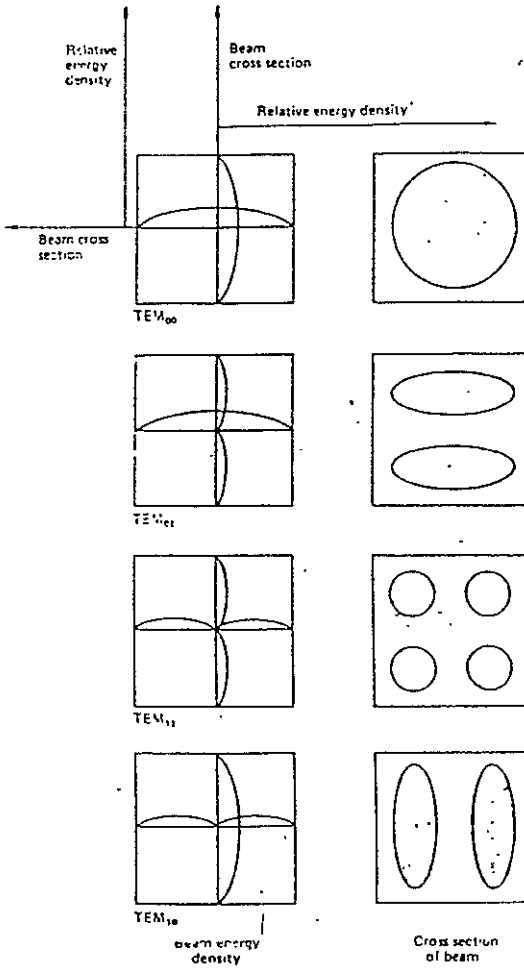 Relative
energy
density
Beam
cross section
Relative energy density
Beam cross
section
TEM₀₀
TEM₀₁
TEM₁₁
TEM₁₀
Beam energy
density
Cross section
of beam